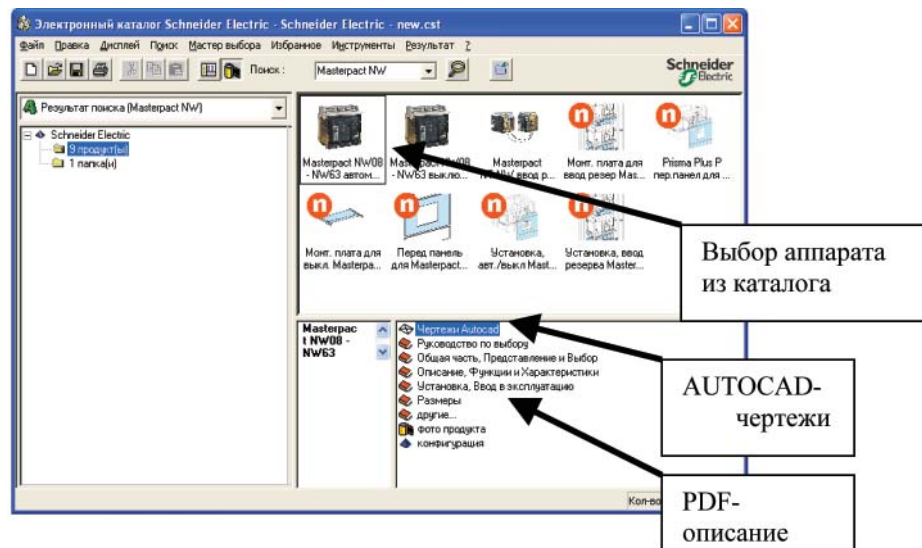 Электронный каталог Schneider Electric - Schneider Electric - new.cst
Файл Правка Дисплей Поиск Мастер выбора Избранное Инструменты Результат ?
Поиск: Masterpact NW
Schneider
Electric
Результат поиска (Masterpact NW)
Schneider Electric
9 продукт(ы)
1 папка(и)
Masterpact NW08 - NW63 автом...
- NW63 выклю...
Masterpact ввод р...
Монт. плата для ввод резер Mas...
Prisma Plus P пер.панел для ...
Монт. плата для выкл. Masterpa...
Перед панель для Masterpact...
Установка, авт./выкл Mast...
Установка, ввод резерва Master...
Masterpac
t NW08 -
NW63
Чертежи Autocad
Руководство по выбору
Общая часть, Представление и Выбор
Описание, Функции и Характеристики
Установка, Ввод в эксплуатацию
Размеры
другие...
фото продукта
конфигурация
Кол-во
Выбор аппарата
из каталога
AUTOCAD-
чертежи
PDF-
описание